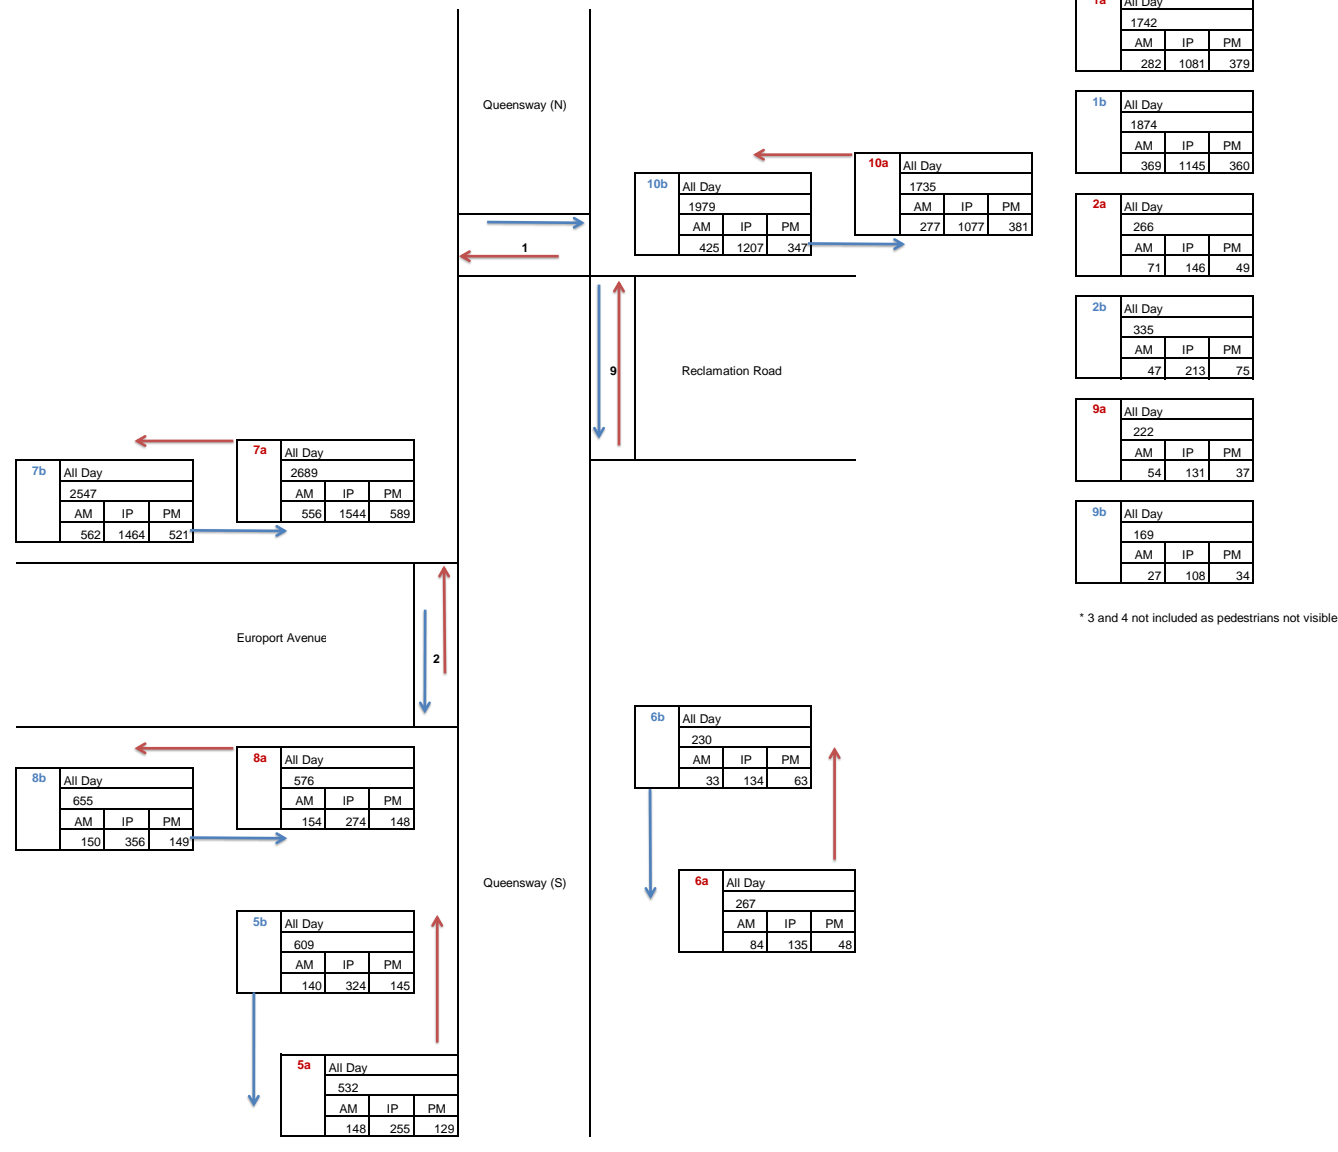 1a All Day
1742
AM IP PM
282 1081 379
Queensway (N)
1b All Day
1874
AM IP PM
369 1145 360
10a All Day
1735
AM IP PM
277 1077 381
10b All Day
1979
AM IP PM
425 1207 347
2a All Day
266
AM IP PM
71 146 49
1
2b All Day
335
AM IP PM
47 213 75
9
Reclamation Road
9a All Day
222
AM IP PM
54 131 37
7a All Day
2689
AM IP PM
556 1544 589
7b All Day
2547
AM IP PM
562 1464 521
9b All Day
169
AM IP PM
27 108 34
* 3 and 4 not included as pedestrians not visible
Europort Avenue
2
6b All Day
230
AM IP PM
33 134 63
8a All Day
576
AM IP PM
154 274 148
8b All Day
655
AM IP PM
150 356 149
Queensway (S)
6a All Day
267
AM IP PM
84 135 48
5b All Day
609
AM IP PM
140 324 145
5a All Day
532
AM IP PM
148 255 129